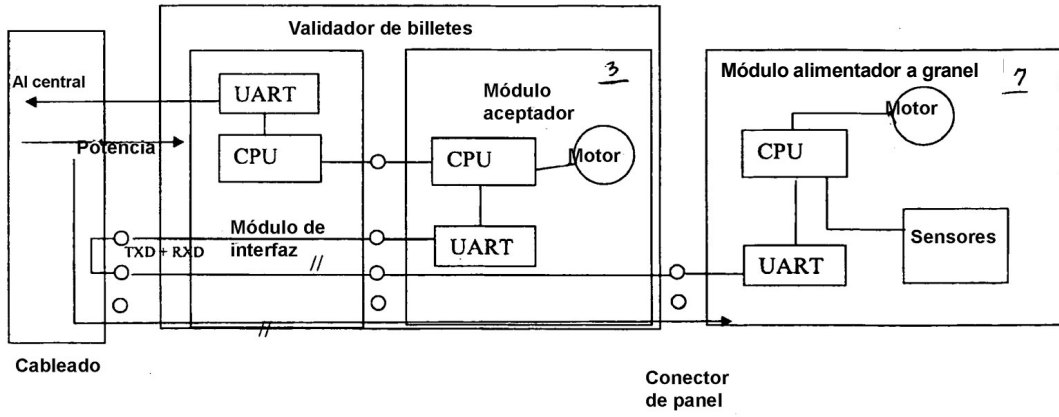 Validador de billetes
Al central
UART
Potencia
CPU
Módulo
aceptador
3
CPU
Motor
Módulo alimentador a granel
7
Motor
CPU
Módulo de
interfaz
TXD + RXD
UART
Sensores
UART
Cableado
Conector
de panel